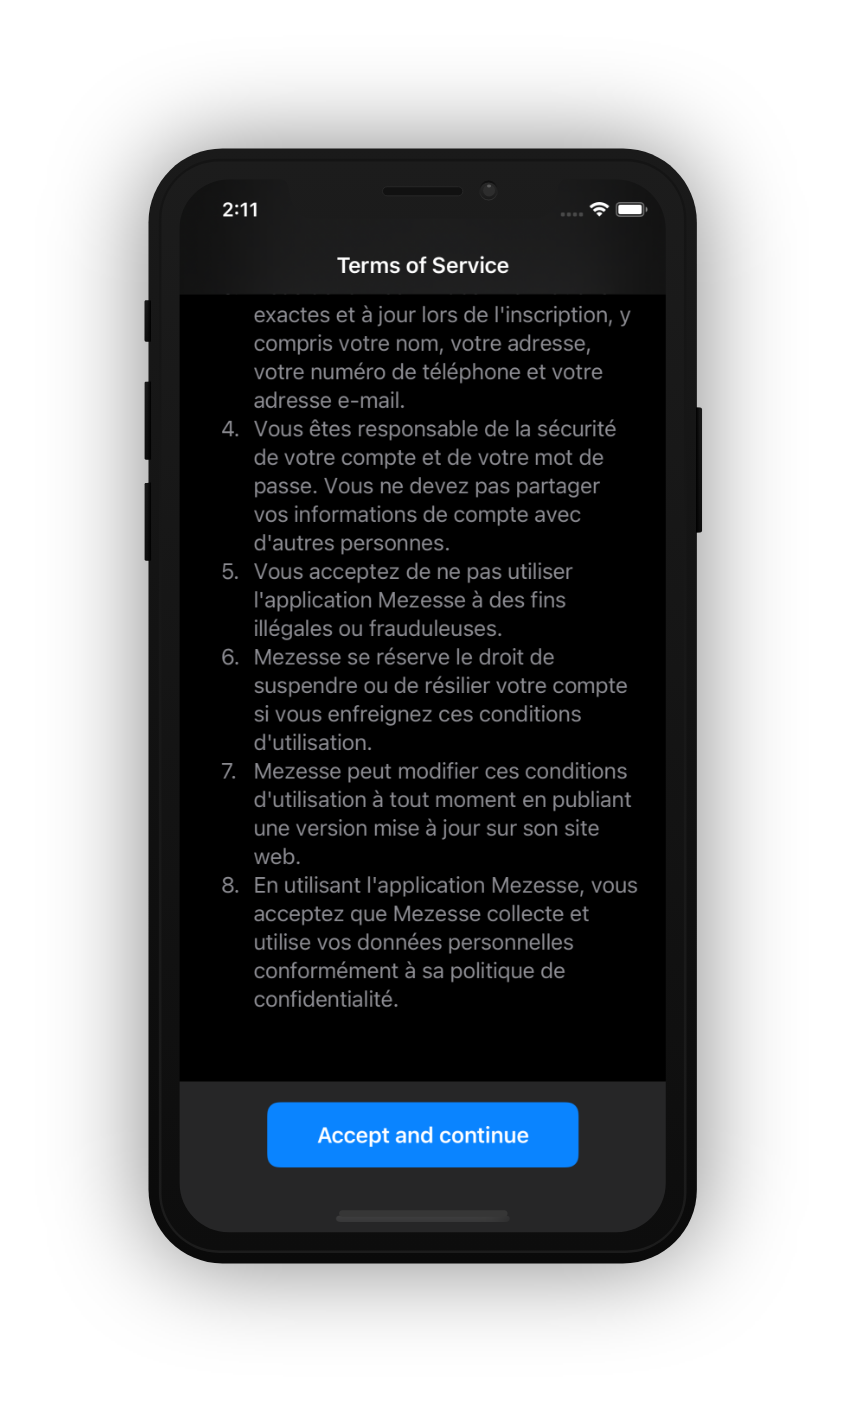 2:11
Terms of Service
exactes et à jour lors de l'inscription, y
compris votre nom, votre adresse,
votre numéro de téléphone et votre
adresse e-mail.
4. Vous êtes responsable de la sécurité
de votre compte et de votre mot de
passe. Vous ne devez pas partager
vos informations de compte avec
d'autres personnes.
5. Vous acceptez de ne pas utiliser
l'application Mezesse à des fins
illégales ou frauduleuses.
6. Mezesse se réserve le droit de
suspendre ou de résilier votre compte
si vous enfreignez ces conditions
d'utilisation.
7. Mezesse peut modifier ces conditions
d'utilisation à tout moment en publiant
une version mise à jour sur son site
web.
8. En utilisant l'application Mezesse, vous
acceptez que Mezesse collecte et
utilise vos données personnelles
conformément à sa politique de
confidentialité.
Accept and continue